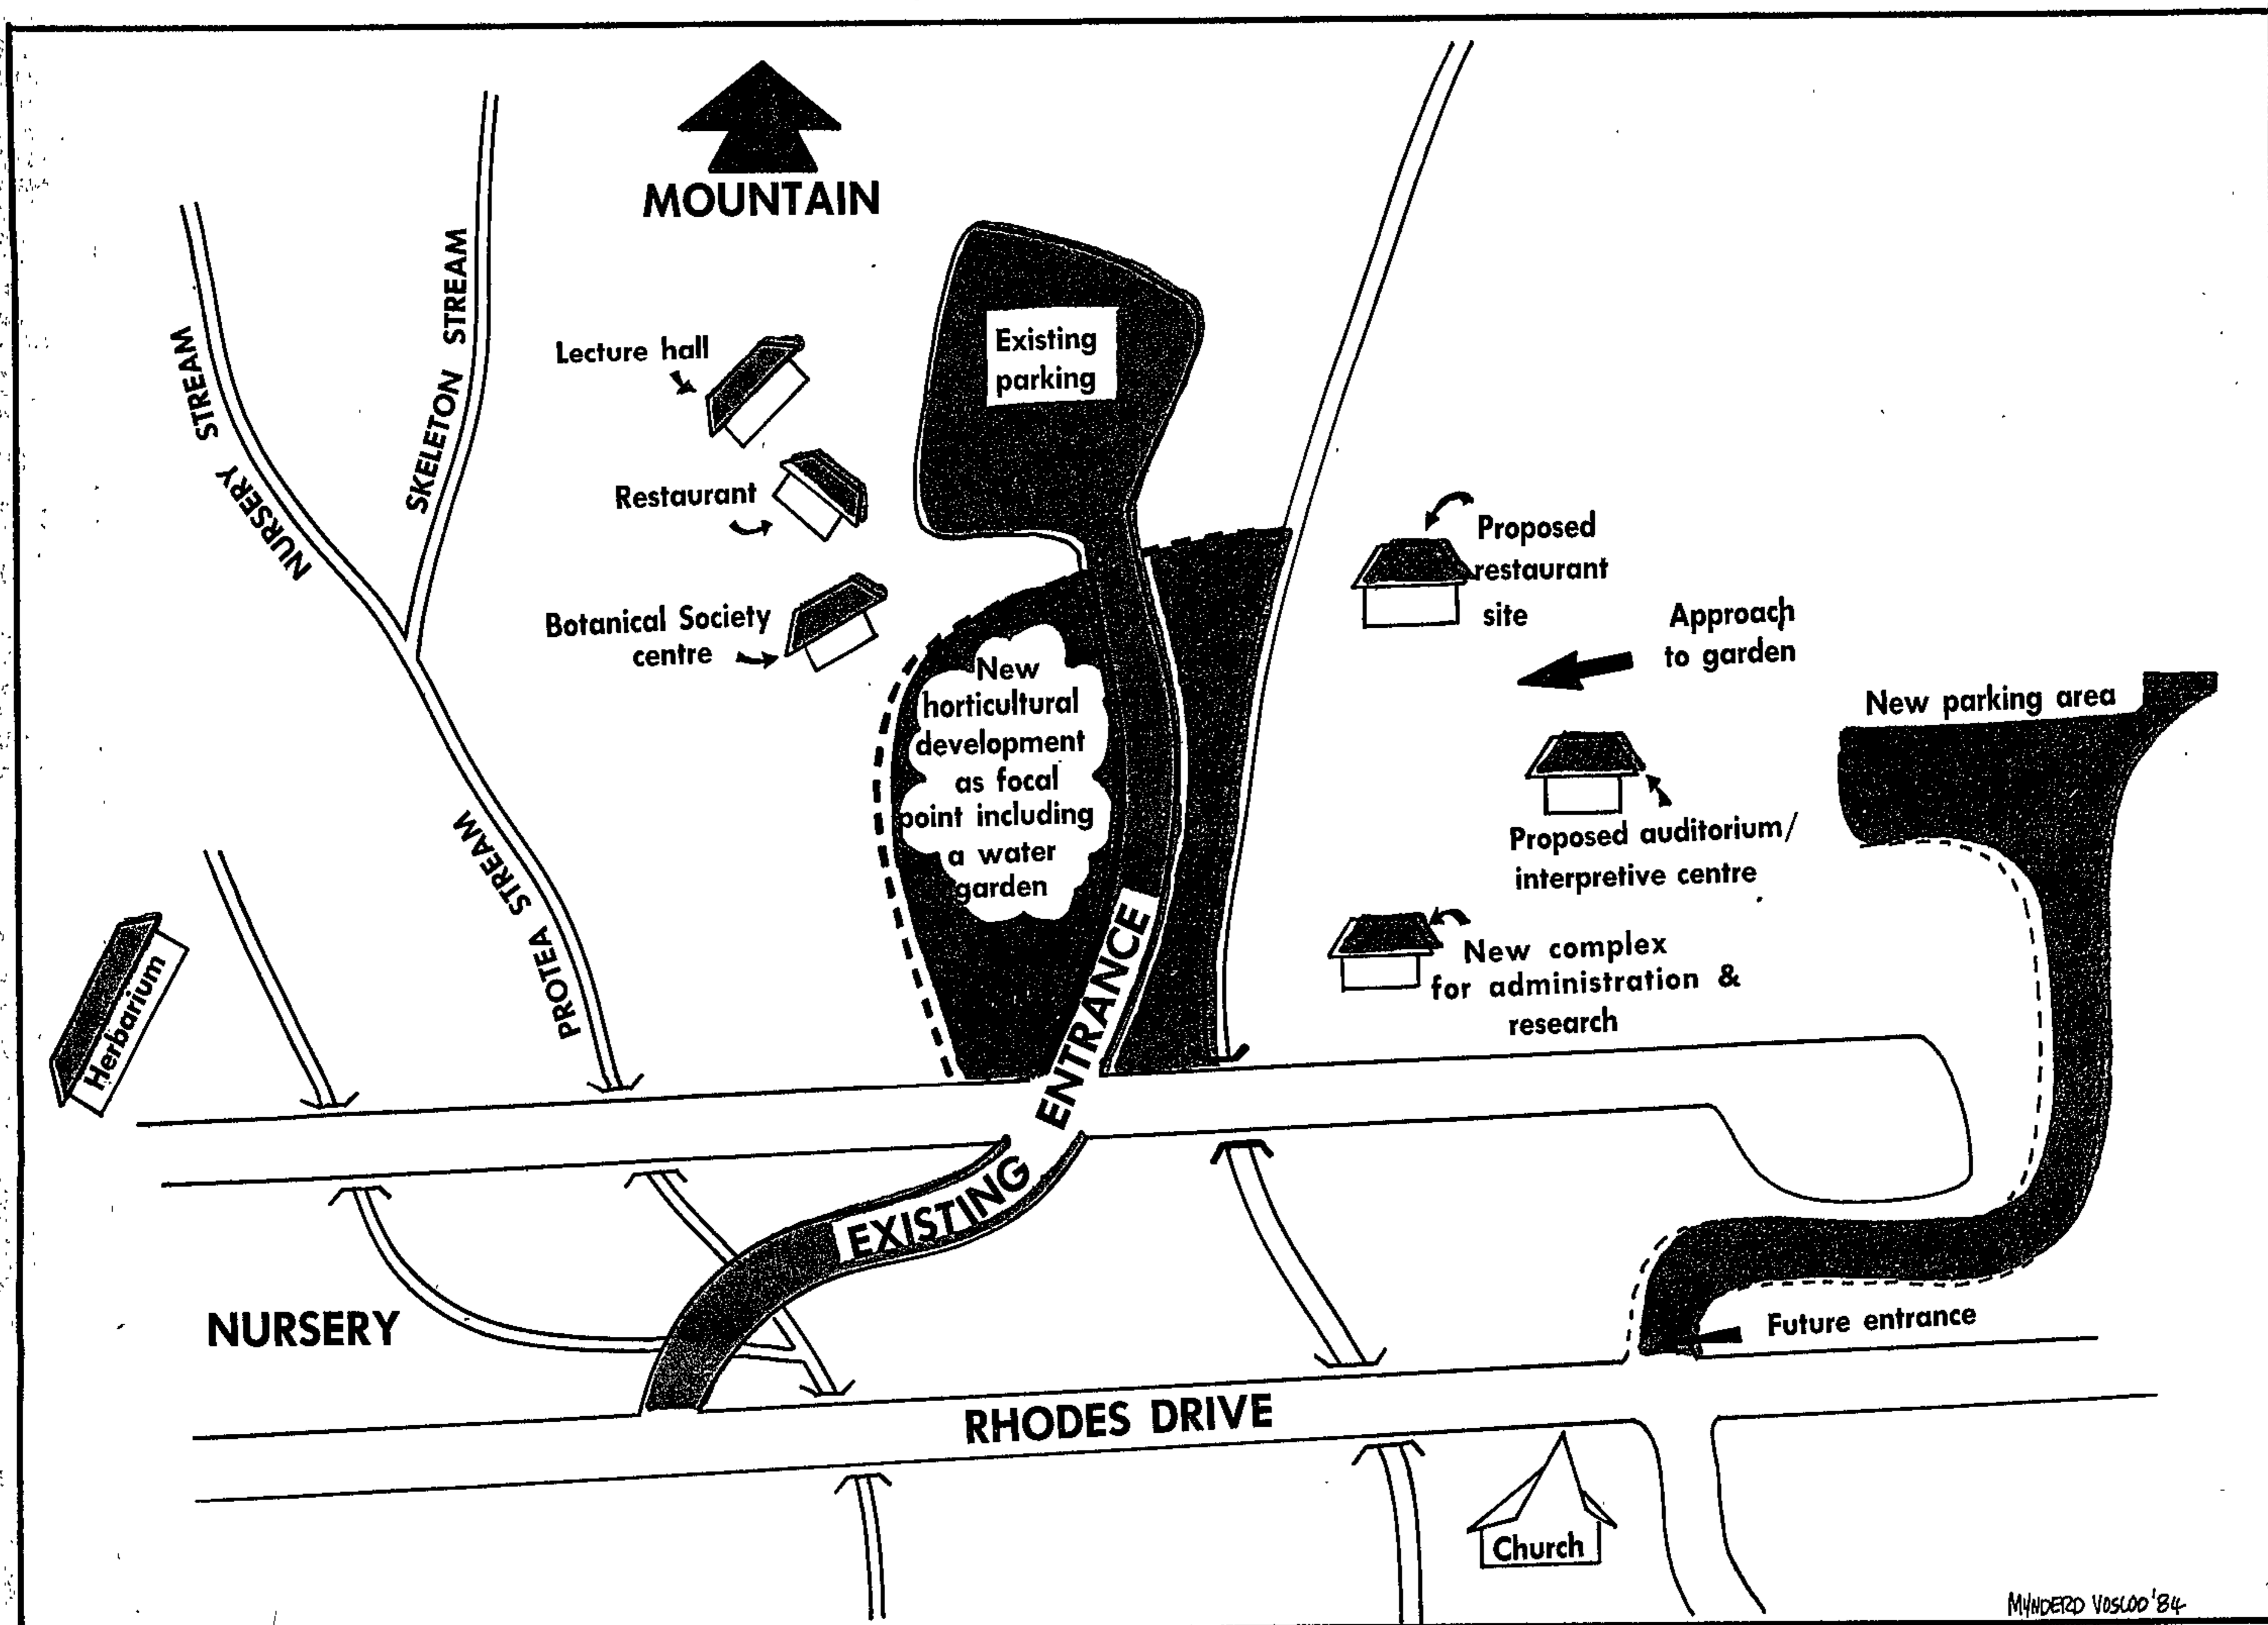 MOUNTAIN
SKELETON STREAM
NURSERY STREAM
Lecture hall
Existing
parking
Restaurant
Proposed
restaurant
site
Botanical Society
centre
Approach
to garden
New
horticultural
development
as focal
point including
a water
garden
New parking area
PROTEA STREAM
Proposed auditorium/
interpretive centre
Herbarium
New complex
for administration &
research
EXISTING ENTRANCE
NURSERY
Future entrance
RHODES DRIVE
Church
MYNDERD VOSLOO '84